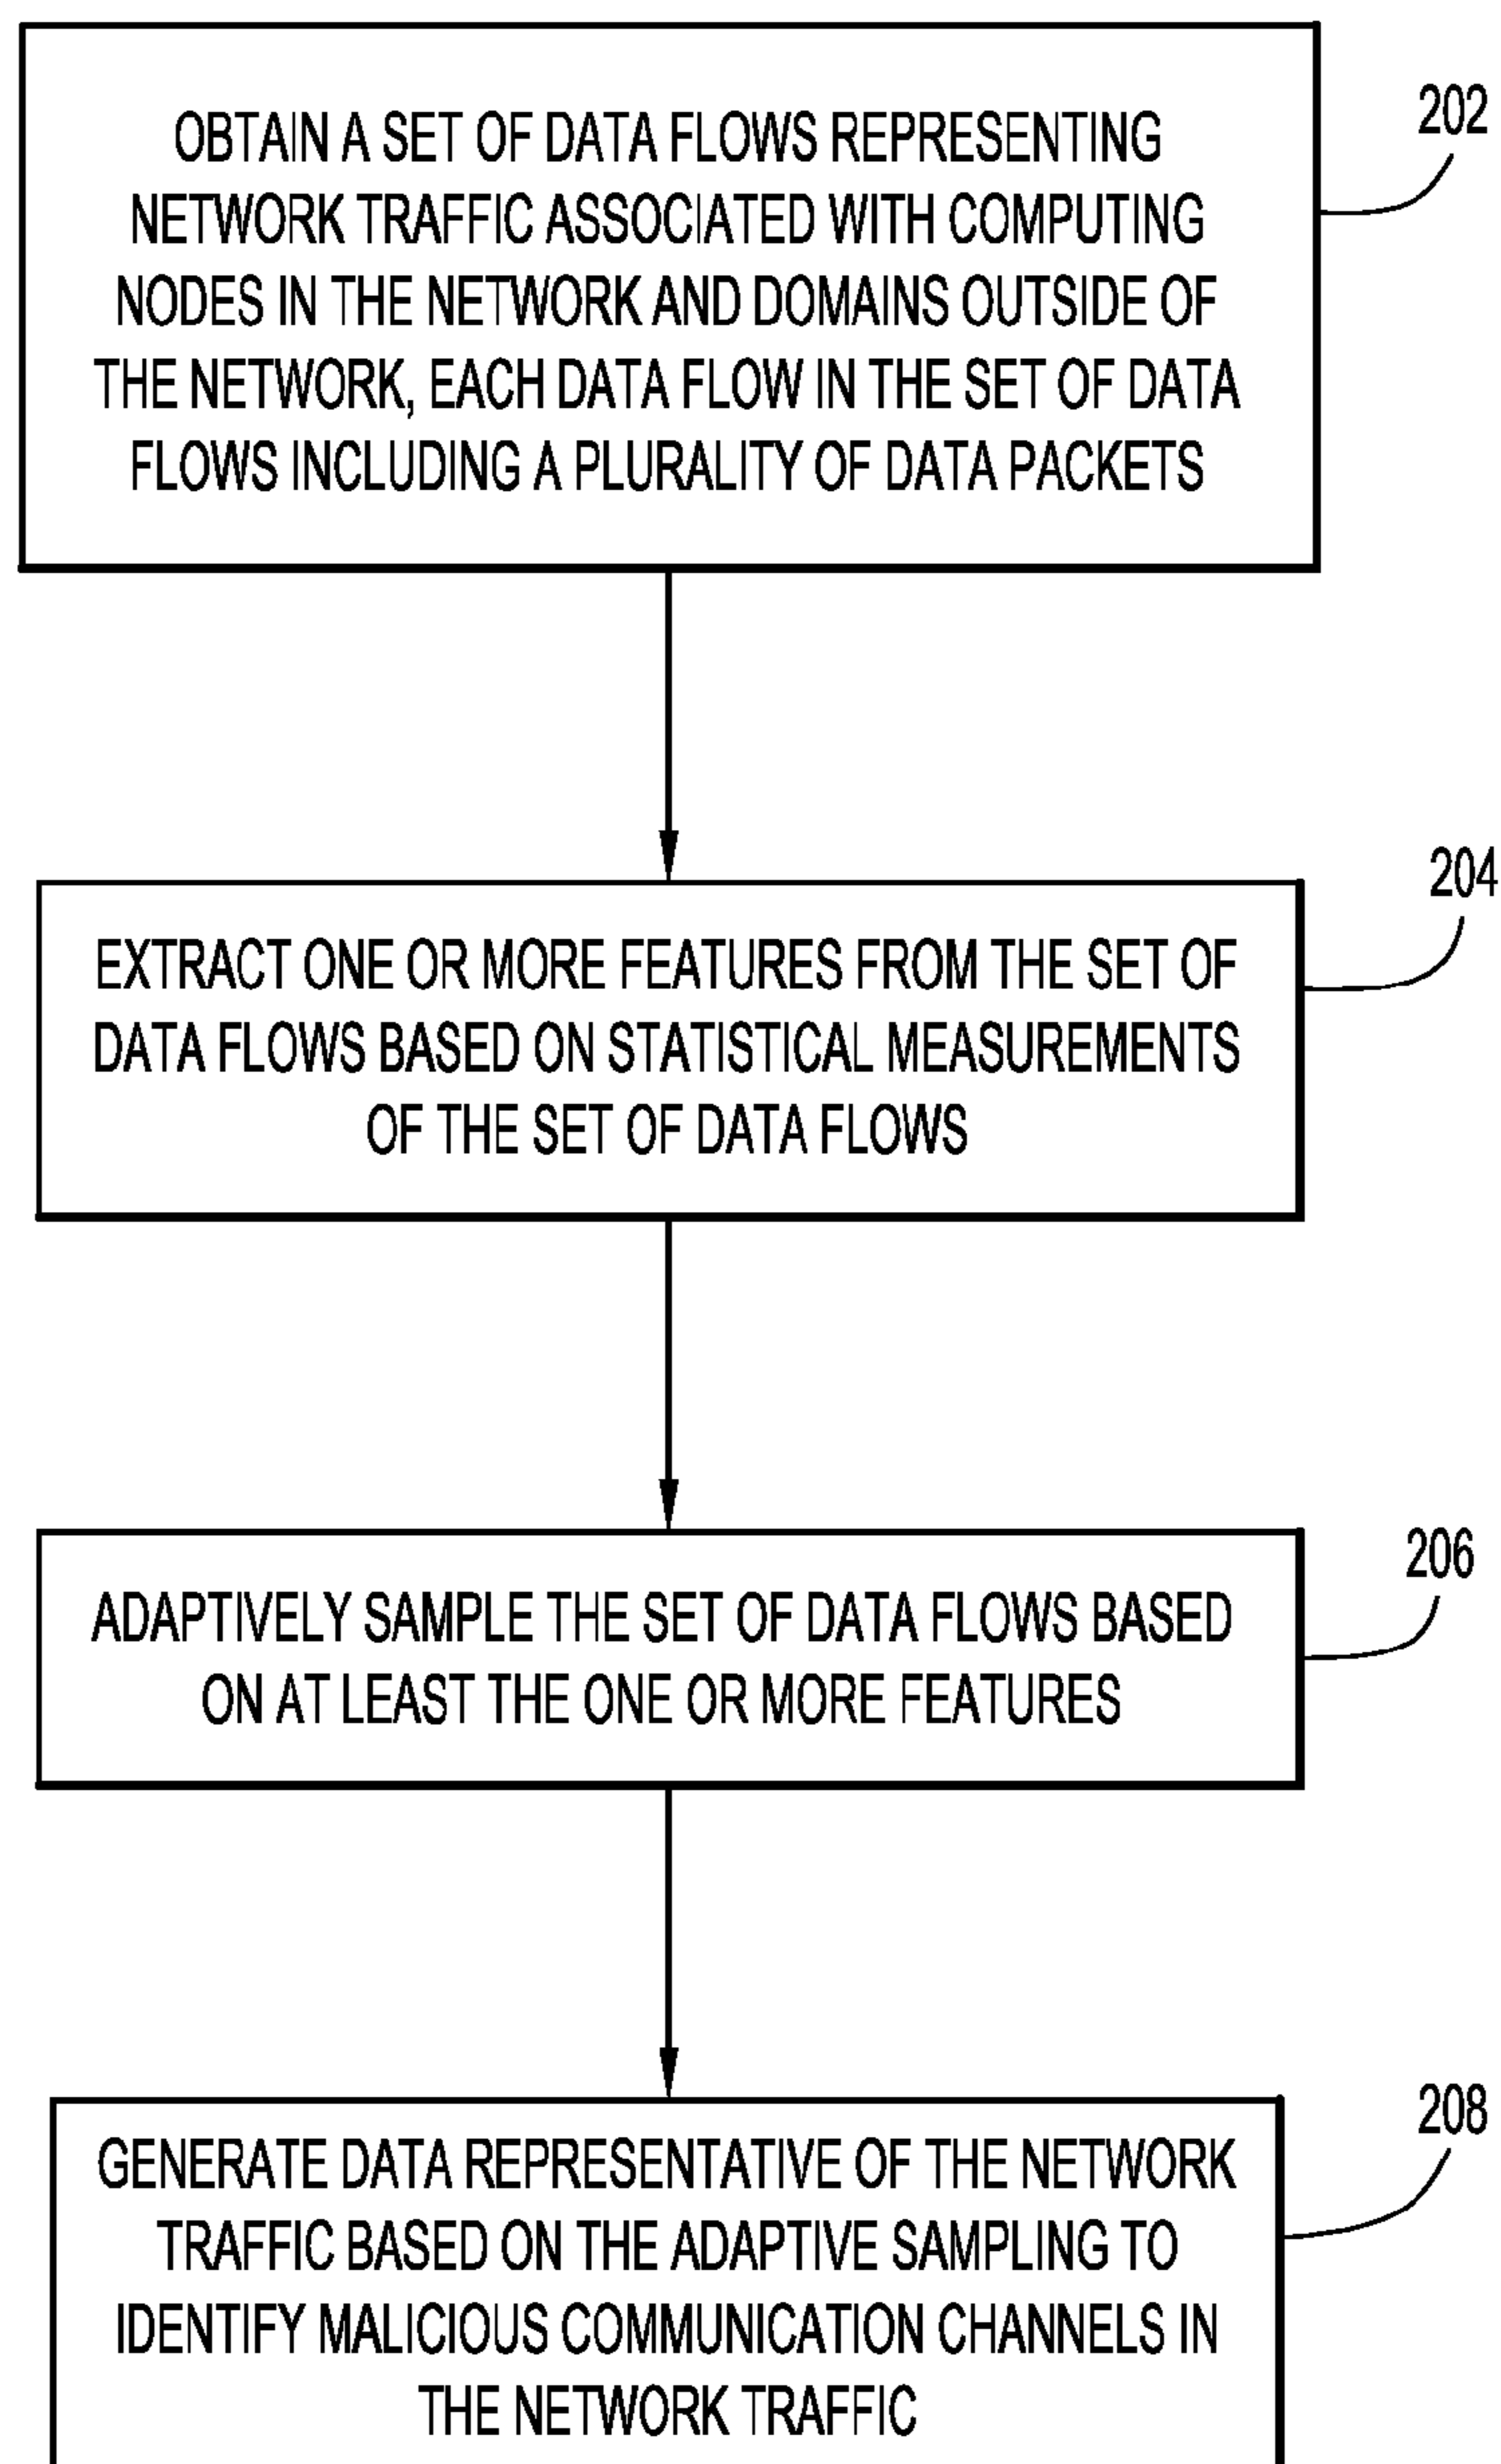 OBTAIN A SET OF DATA FLOWS REPRESENTING
NETWORK TRAFFIC ASSOCIATED WITH COMPUTING
NODES IN THE NETWORK AND DOMAINS OUTSIDE OF
THE NETWORK, EACH DATA FLOW IN THE SET OF DATA
FLOWS INCLUDING A PLURALITY OF DATA PACKETS
202
EXTRACT ONE OR MORE FEATURES FROM THE SET OF
DATA FLOWS BASED ON STATISTICAL MEASUREMENTS
OF THE SET OF DATA FLOWS
204
ADAPTIVELY SAMPLE THE SET OF DATA FLOWS BASED
ON AT LEAST THE ONE OR MORE FEATURES
206
GENERATE DATA REPRESENTATIVE OF THE NETWORK
TRAFFIC BASED ON THE ADAPTIVE SAMPLING TO
IDENTIFY MALICIOUS COMMUNICATION CHANNELS IN
THE NETWORK TRAFFIC
208